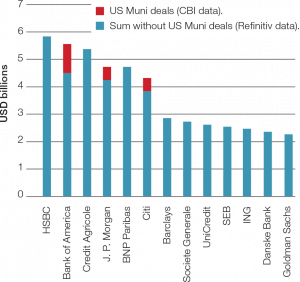 US Muni deals (CBI data).
Sum without US Muni deals (Refinitiv data).
USD billions
7
6
5
4
3
2
1
0
HSBC
Bank of America
Credit Agricole
J. P. Morgan
BNP Paribas
Citi
Barclays
Societe Generale
UniCredit
SEB
ING
Danske Bank
Goldman Sachs